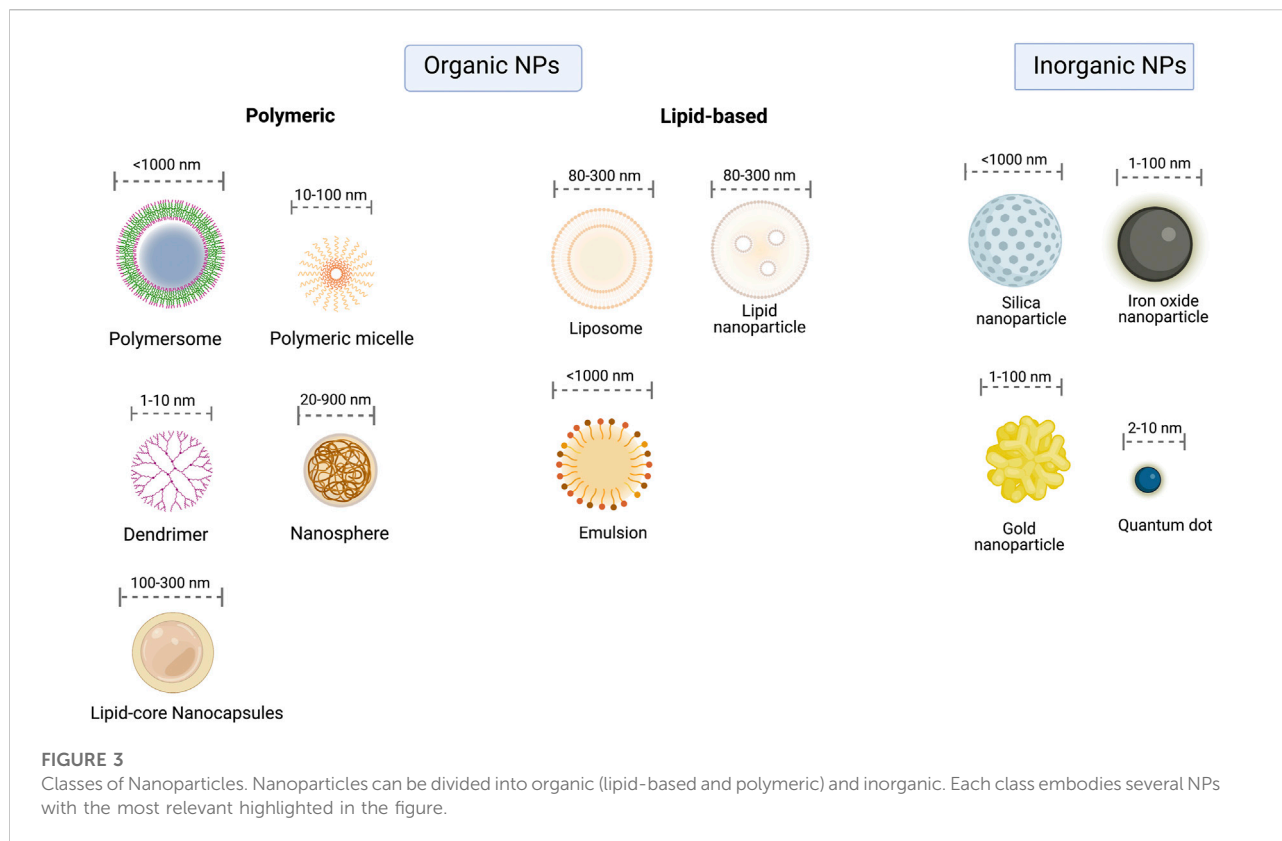 Organic NPs
Inorganic NPs
Polymeric
Lipid-based
<1000 nm
10-100 nm
Polymersome
Polymeric micelle
1-10 nm
20-900 nm
Dendrimer
Nanosphere
100-300 nm
Lipid-core Nanocapsules
80-300 nm
80-300 nm
Liposome
Lipid
nanoparticle
<1000 nm
Emulsion
<1000 nm
1-100 nm
Silica
nanoparticle
Iron oxide
nanoparticle
1-100 nm
2-10 nm
Gold
nanoparticle
Quantum dot
FIGURE 3
Classes of Nanoparticles. Nanoparticles can be divided into organic (lipid-based and polymeric) and inorganic. Each class embodies several NPs
with the most relevant highlighted in the figure.